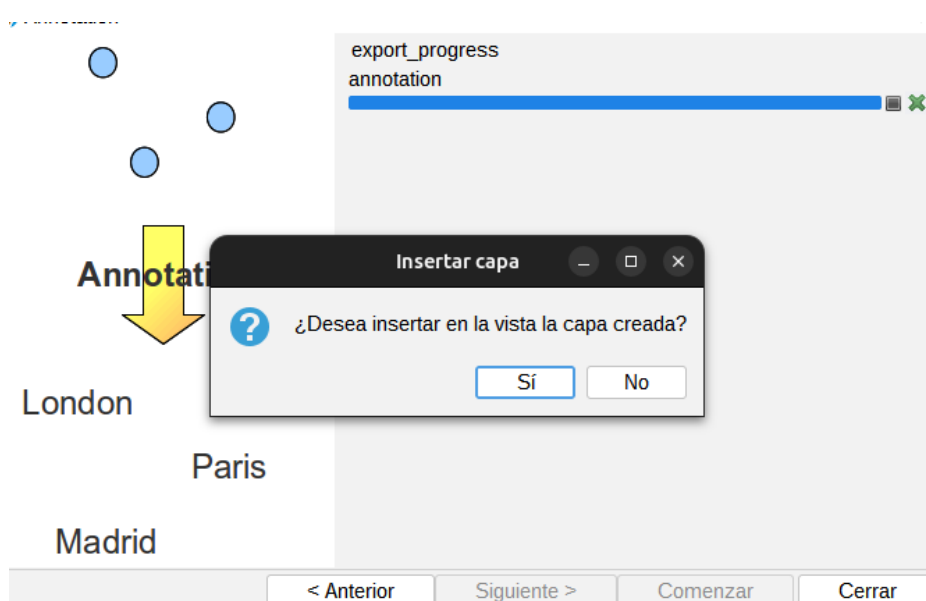 export_progress
annotation
Insertar capa
Annotati
¿Desea insertar en la vista la capa creada?
Sí No
London
Paris
Madrid
< Anterior Siguiente > Comenzar Cerrar